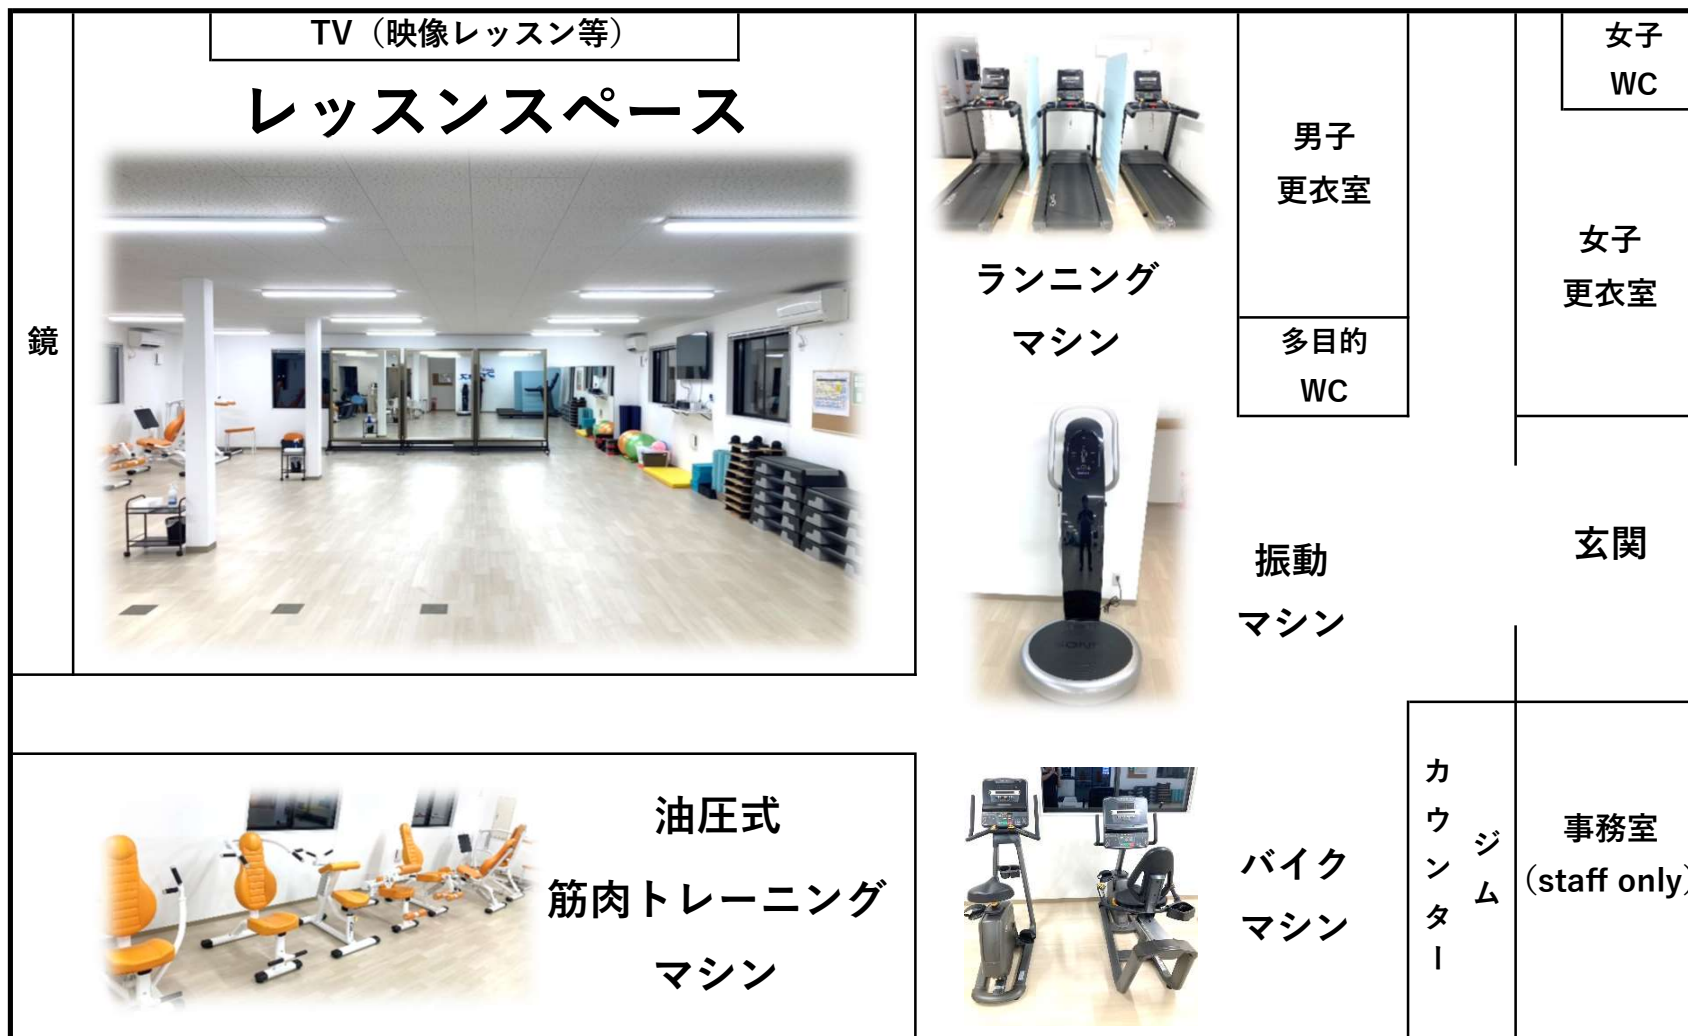 TV（映像レッスン等）
レッスンスペース
鏡
ランニング
マシン
男子
更衣室
多目的
WC
女子
WC
女子
更衣室
振動
マシン
玄関
油圧式
筋肉トレーニング
マシン
バイク
マシン
ジム
カウンター
事務室
（staff only）